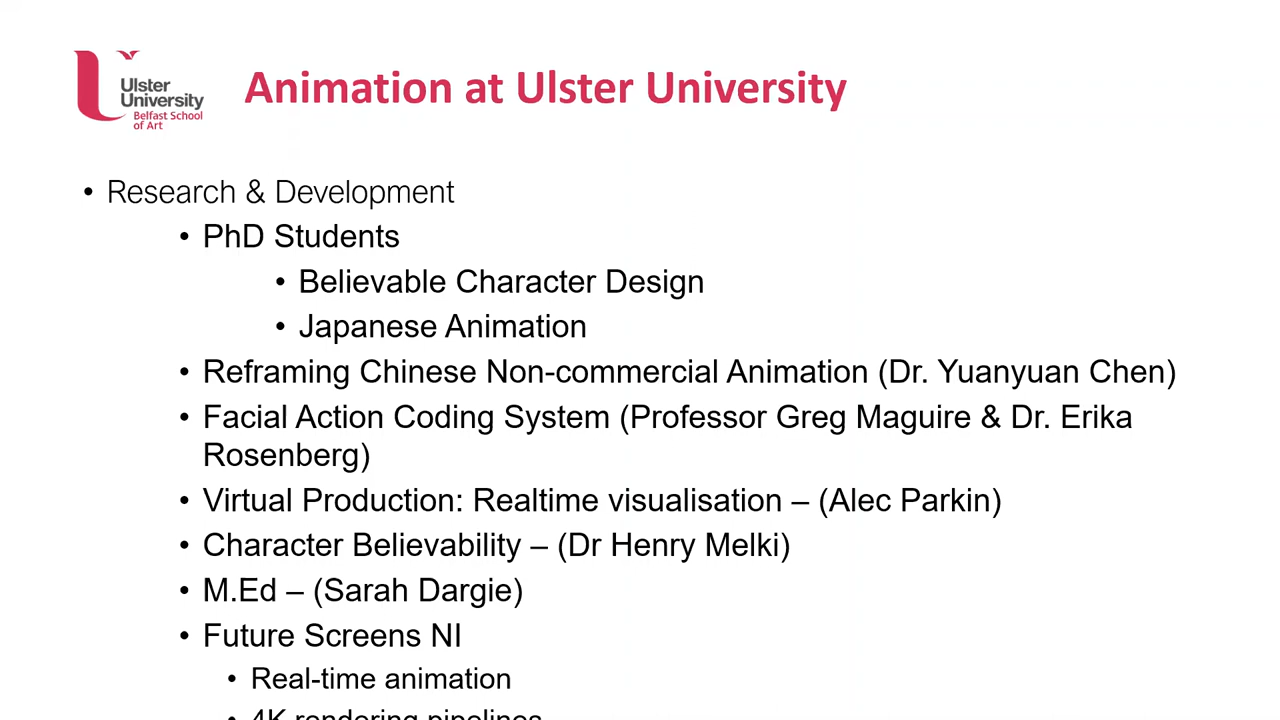 Ulster
University
Belfast School
of Art
Animation at Ulster University
• Research & Development
• PhD Students
• Believable Character Design
• Japanese Animation
• Reframing Chinese Non-commercial Animation (Dr. Yuanyuan Chen)
• Facial Action Coding System (Professor Greg Maguire & Dr. Erika
Rosenberg)
• Virtual Production: Realtime visualisation – (Alec Parkin)
• Character Believability – (Dr Henry Melki)
• M.Ed – (Sarah Dargie)
• Future Screens NI
• Real-time animation
• 4K rendering pipelines